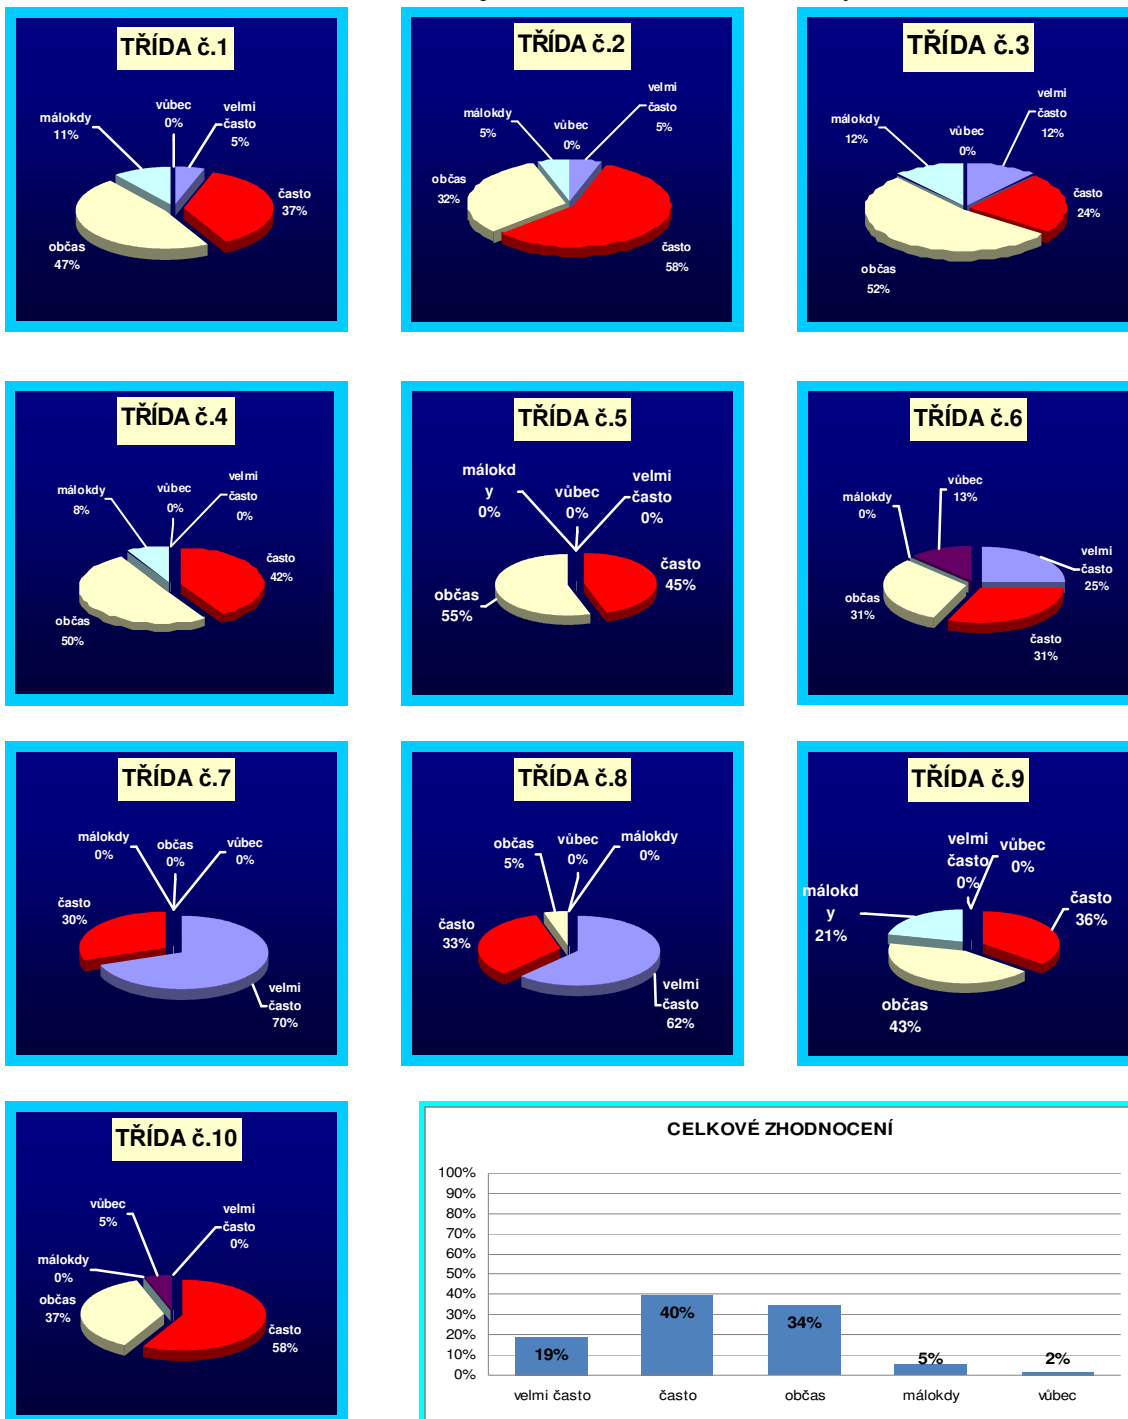 TŘÍDA č.1
vůbec
0%
velmi
často
5%
málokdy
11%
často
37%
občas
47%
TŘÍDA č.2
velmi
často
5%
málokdy
5%
vůbec
0%
občas
32%
často
58%
TŘÍDA č.3
velmi
často
12%
málokdy
12%
vůbec
0%
často
24%
občas
52%
TŘÍDA č.4
velmi
často
0%
málokdy
8%
vůbec
0%
často
42%
občas
50%
TŘÍDA č.5
málokd
y
0%
vůbec
0%
velmi
často
0%
často
45%
občas
55%
TŘÍDA č.6
vůbec
13%
málokdy
0%
velmi
často
25%
občas
31%
často
31%
TŘÍDA č.7
málokdy
0%
občas
0%
vůbec
0%
často
30%
velmi
často
70%
TŘÍDA č.8
občas
5%
vůbec
0%
málokdy
0%
často
33%
velmi
často
62%
TŘÍDA č.9
velmi
často
0%
vůbec
0%
málokd
y
21%
často
36%
občas
43%
TŘÍDA č.10
vůbec
5%
velmi
často
0%
málokdy
0%
občas
37%
často
58%
CELKOVÉ ZHODNOCENÍ
100%
90%
80%
70%
60%
50%
40%
30%
20%
10%
0%
19%
40%
34%
5%
2%
velmi často
často
občas
málokdy
vůbec